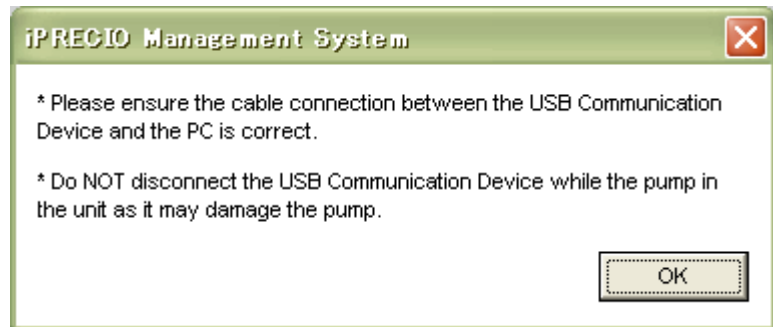 iPRECIO Management System
* Please ensure the cable connection between the USB Communication
Device and the PC is correct.
* Do NOT disconnect the USB Communication Device while the pump in
the unit as it may damage the pump.
OK